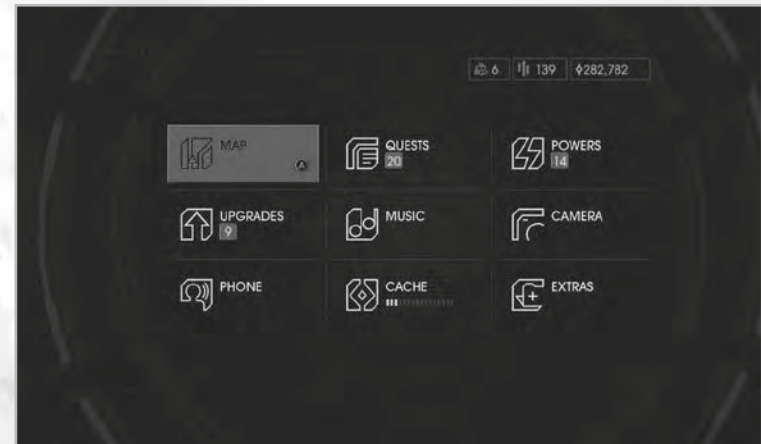 6 139 282,782
MAP QUESTS POWERS
A 20 14
UPGRADES MUSIC CAMERA
9
PHONE CACHE EXTRAS